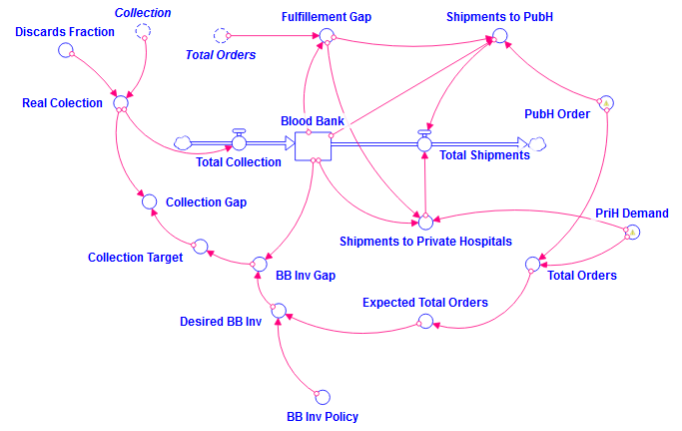 Collection
Fulfillment Gap
Shipments to PubH
Discards Fraction
Total Orders
Real Colection
PubH Order
Blood Bank
Total Collection
Total Shipments
Collection Gap
PriH Demand
Shipments to Private Hospitals
Collection Target
BB Inv Gap
Total Orders
Expected Total Orders
Desired BB Inv
BB Inv Policy